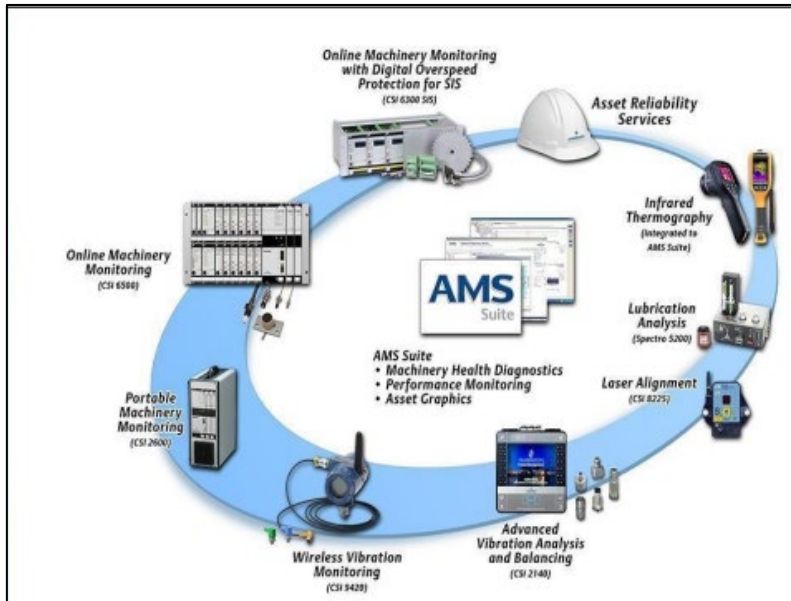 Online Machinery Monitoring
with Digital Overspeed
Protection for SIS
(CSI 6300 SIS)
Asset Reliability
Services
Infrared
Thermography
(Integrated to
AMS Suite)
Online Machinery
Monitoring
(CSI 6500)
AMS
Suite
Lubrication
Analysis
(Spectro 5200)
AMS Suite
• Machinery Health Diagnostics
• Performance Monitoring
• Asset Graphics
Laser Alignment
(CSI 8225)
Portable
Machinery
Monitoring
(CSI 2600)
Wireless Vibration
Monitoring
(CSI 9420)
Advanced
Vibration Analysis
and Balancing
(CSI 2140)